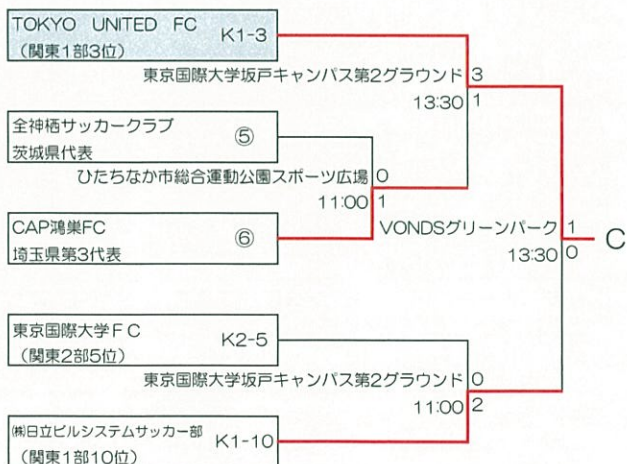 TOKYO UNITED FC K1-3
(関東1部3位)
東京国際大学坂戸キャンパス第2グラウンド 3
13:30 1
全神栖サッカークラブ ⑤
茨城県代表
ひたちなか市総合運動公園スポーツ広場 0
11:00 1
CAP鴻巣FC ⑥
埼玉県第3代表
VONDSグリーンパーク 1
13:30 0
C
東京国際大学FC K2-5
(関東2部5位)
東京国際大学坂戸キャンパス第2グラウンド 0
11:00 2
㈱日立ビルシステムサッカー部 K1-10
(関東1部10位)